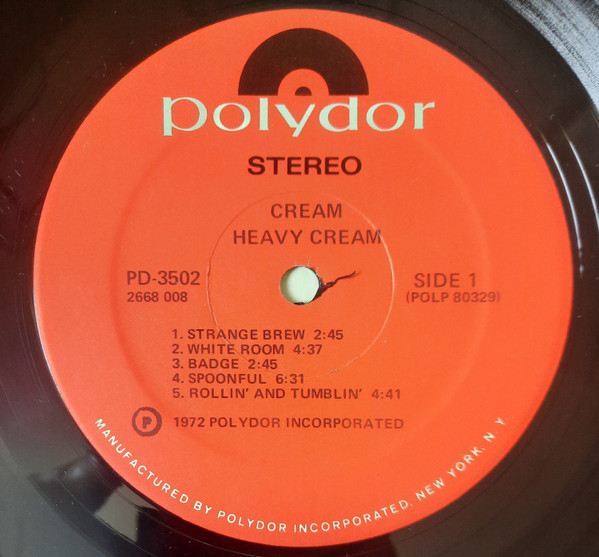 polydor
STEREO
CREAM
HEAVY CREAM
PD-3502
2668 008
SIDE 1
(POLP 80329)
1. STRANGE BREW 2:45
2. WHITE ROOM 4:37
3. BADGE 2:45
4. SPOONFUL 6:31
5. ROLLIN' AND TUMBLIN' 4:41
Ⓟ 1972 POLYDOR INCORPORATED
MANUFACTURED BY POLYDOR INCORPORATED, NEW YORK, N.Y.